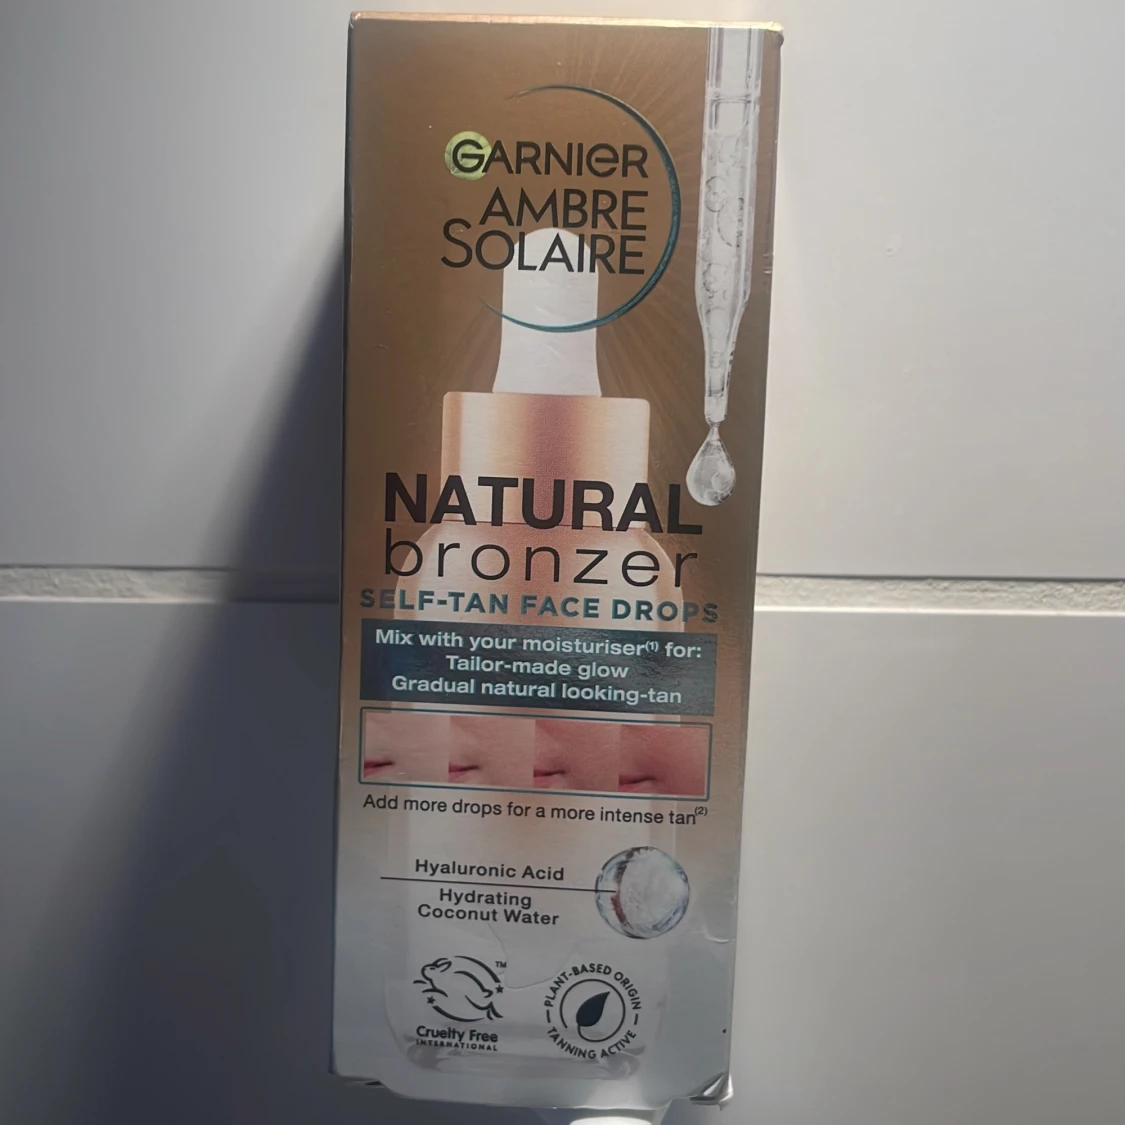 GARNIER
AMBRE
SOLAIRE
NATURAL
bronzer
SELF-TAN FACE DROPS
Mix with your moisturiser(1) for:
Tailor-made glow
Gradual natural looking-tan
Add more drops for a more intense tan(2)
Hyaluronic Acid
Hydrating
Coconut Water
TM
Cruelty Free
INTERNATIONAL
PLANT-BASED ORIGIN
TANNING ACTIVE